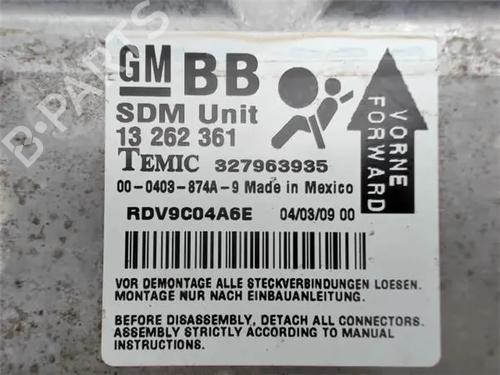 GM BB
SDM Unit
13 262 361
TEMIC 327963935
00-0403-874A-9 Made in Mexico
RDV9C04A6E 04/03/09 00
VORNE
FORWARD
VOR DEMONTAGE ALLE STECKVERBINDUNGEN LOESEN.
MONTAGE NUR NACH EINBAUANLEITUNG.
BEFORE DISASSEMBLY, DETACH ALL CONNECTORS.
ASSEMBLY STRICTLY ACCORDING TO MANUAL
INSTRUCTIONS.
B-PARTS